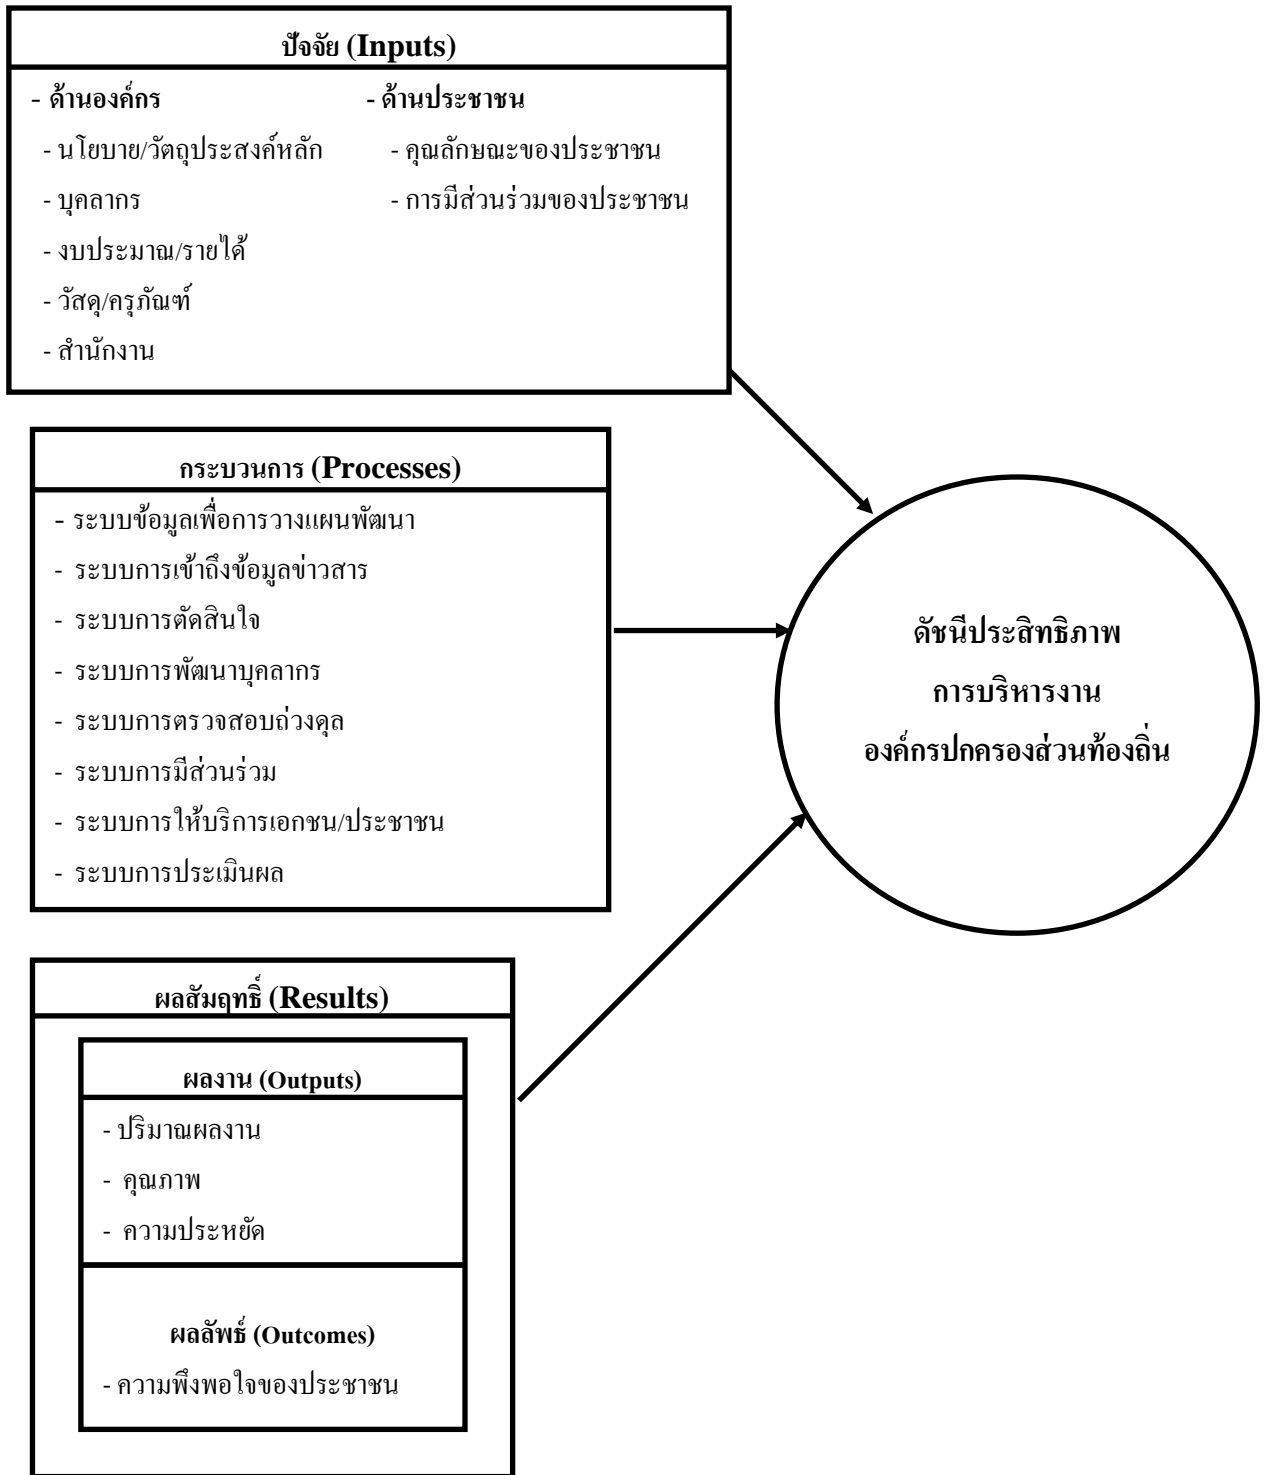 ปัจจัย (Inputs)
- ด้านองค์กร
- นโยบาย/วัตถุประสงค์หลัก
- บุคลากร
- งบประมาณ/รายได้
- วัสดุ/ครุภัณฑ์
- สำนักงาน
- ด้านประชาชน
- คุณลักษณะของประชาชน
- การมีส่วนร่วมของประชาชน
กระบวนการ (Processes)
- ระบบข้อมูลเพื่อการวางแผนพัฒนา
- ระบบการเข้าถึงข้อมูลข่าวสาร
- ระบบการตัดสินใจ
- ระบบการพัฒนาบุคลากร
- ระบบการตรวจสอบถ่วงดุล
- ระบบการมีส่วนร่วม
- ระบบการให้บริการเอกชน/ประชาชน
- ระบบการประเมินผล
ผลสัมฤทธิ์ (Results)
ผลงาน (Outputs)
- ปริมาณผลงาน
- คุณภาพ
- ความประหยัด
ผลลัพธ์ (Outcomes)
- ความพึงพอใจของประชาชน
ดัชนีประสิทธิภาพ
การบริหารงาน
องค์กรปกครองส่วนท้องถิ่น